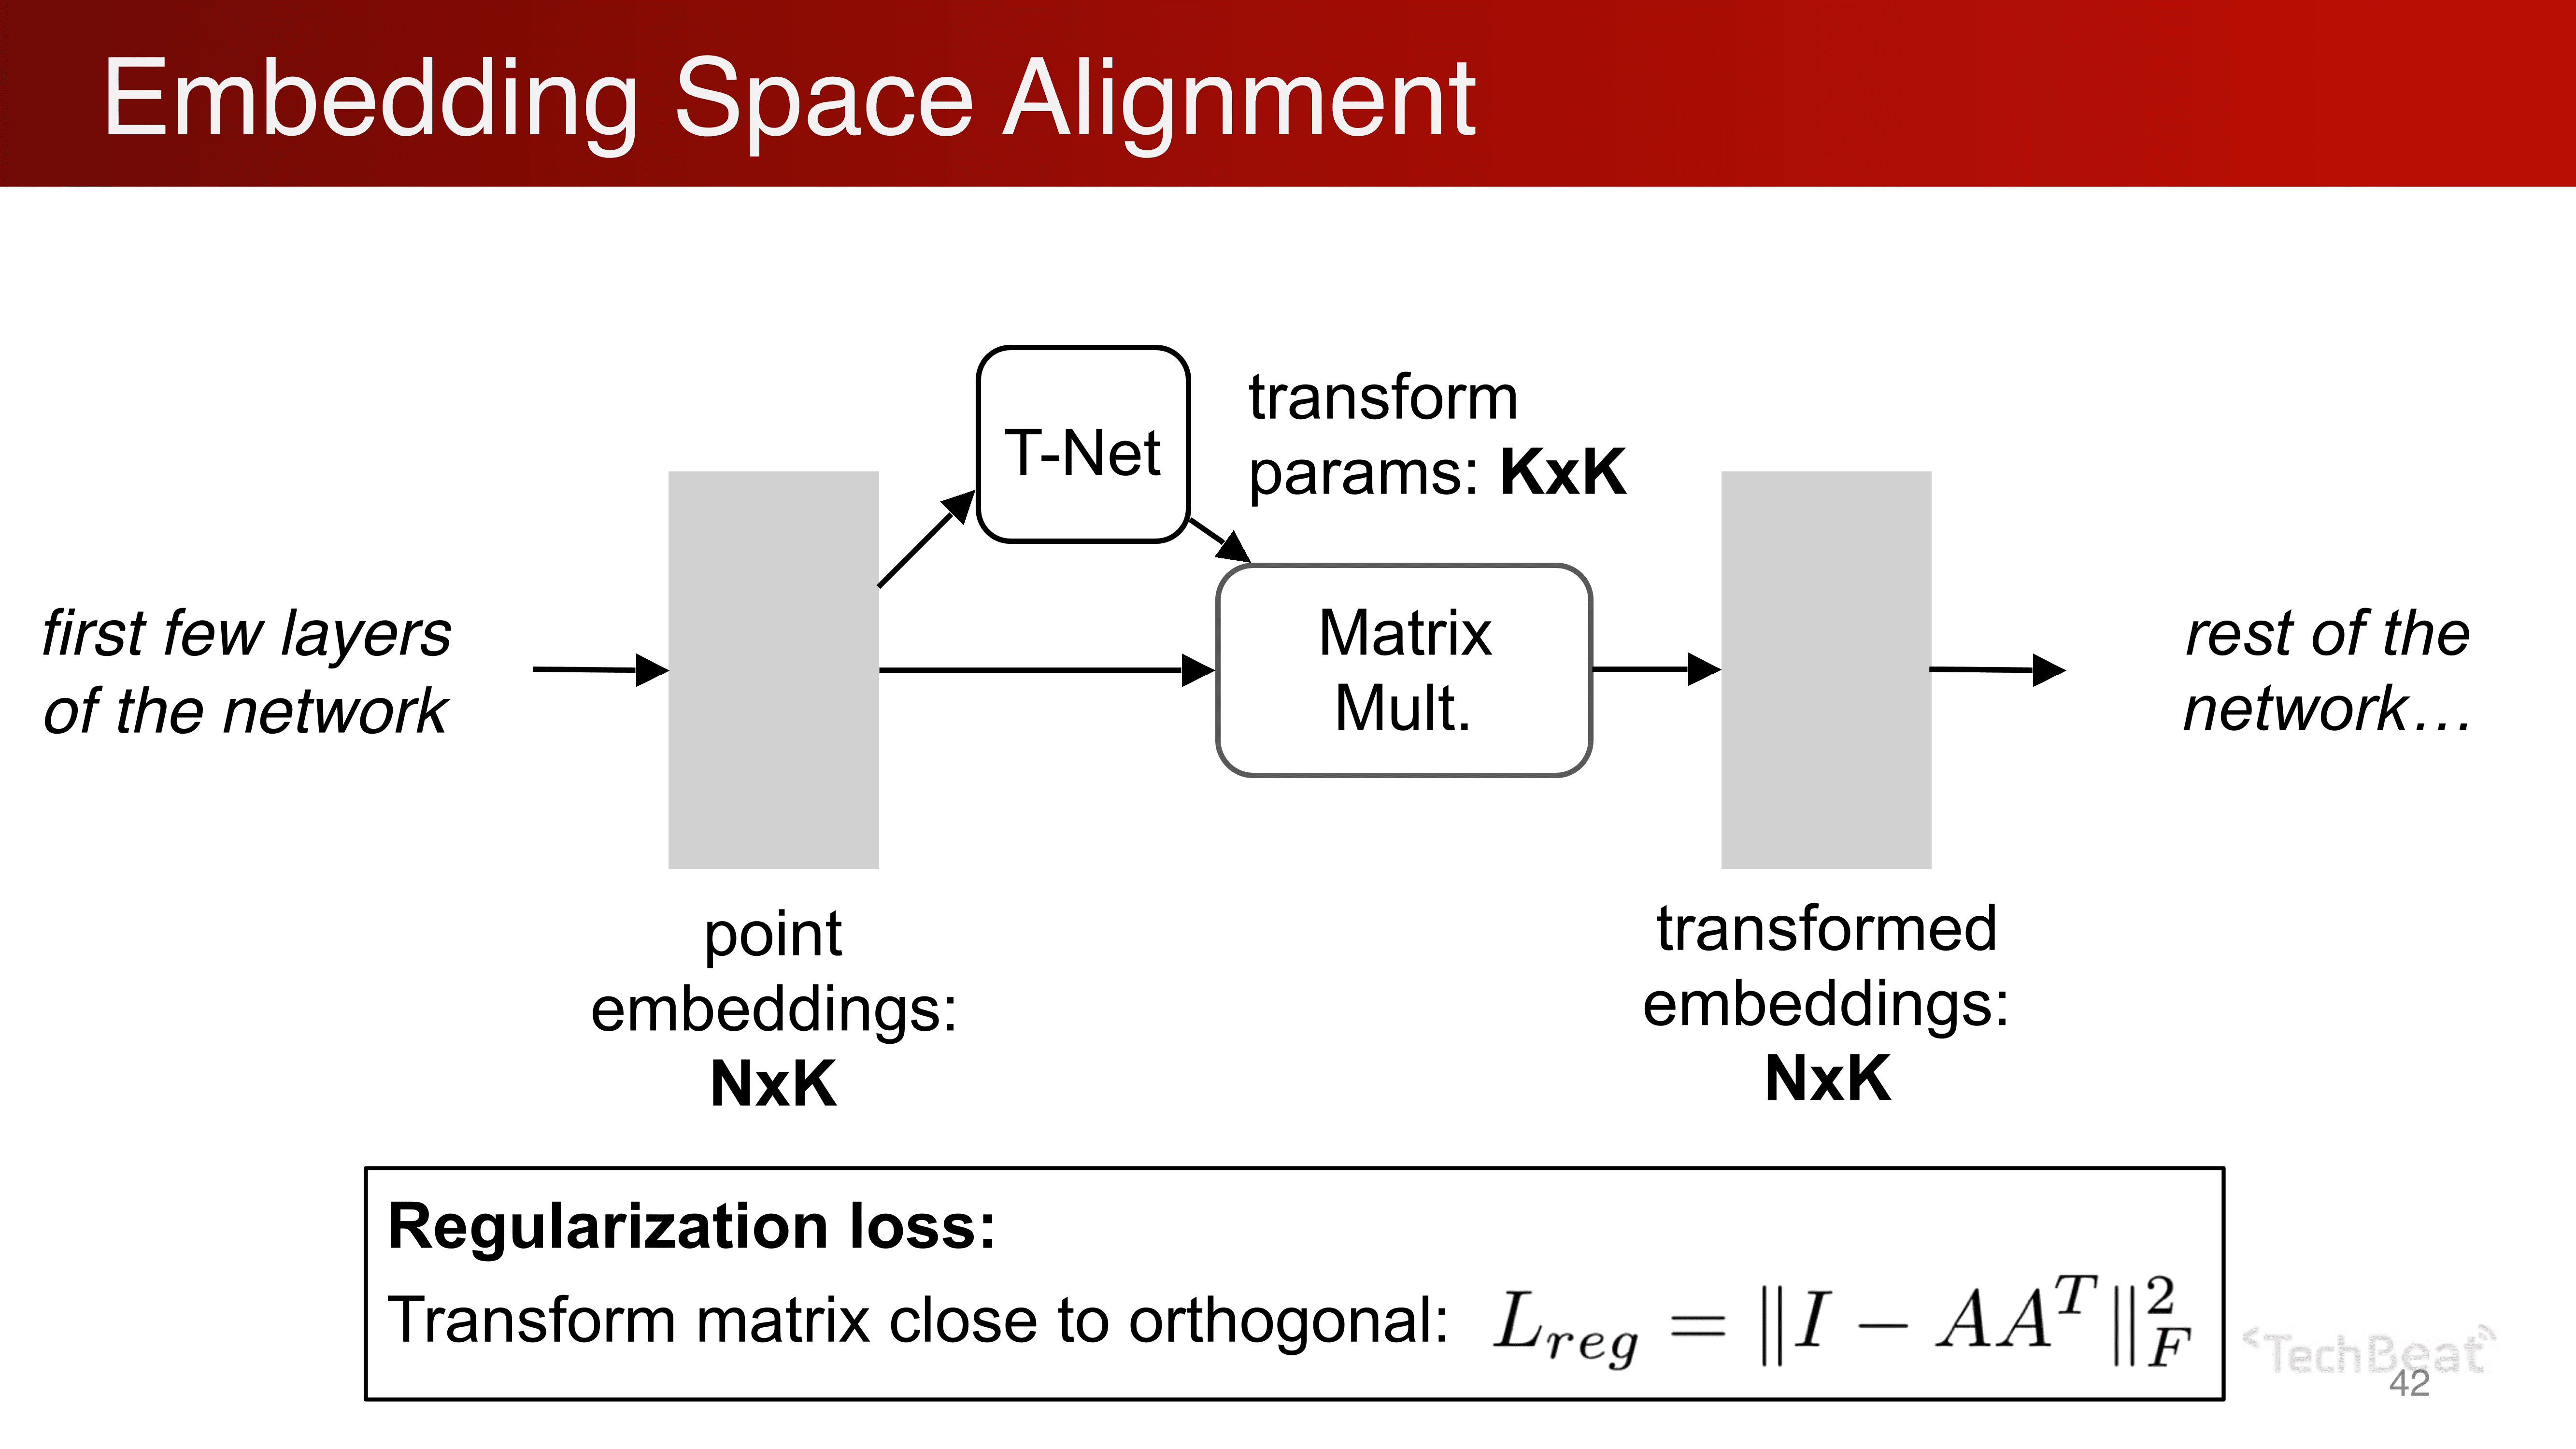 Embedding Space Alignment
T-Net
transform
params: KxK
first few layers
of the network
Matrix
Mult.
rest of the
network…
point
embeddings:
NxK
transformed
embeddings:
NxK
Regularization loss:
Transform matrix close to orthogonal: $L_{reg} = \|I - AA^T\|_F^2$
TechBeat
42